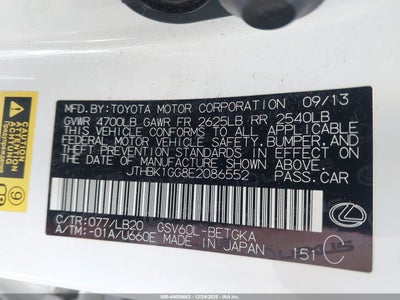 MFD.BY:TOYOTA MOTOR CORPORATION 09/13
GVWR 4700LB GAWR FR 2625LB RR 2540LB
THIS VEHICLE CONFORMS TO ALL APPLICABLE
FEDERAL MOTOR VEHICLE SAFETY, BUMPER, AND
THEFT PREVENTION STANDARDS IN EFFECT ON
THE DATE OF MANUFACTURE SHOWN ABOVE.
JTHBK1GG8E2086552 PASS.CAR
C/TR:077/LB20 GSV60L-BETGKA
A/TM:-01A/U660E MADE IN JAPAN 151 C
ATTENTION